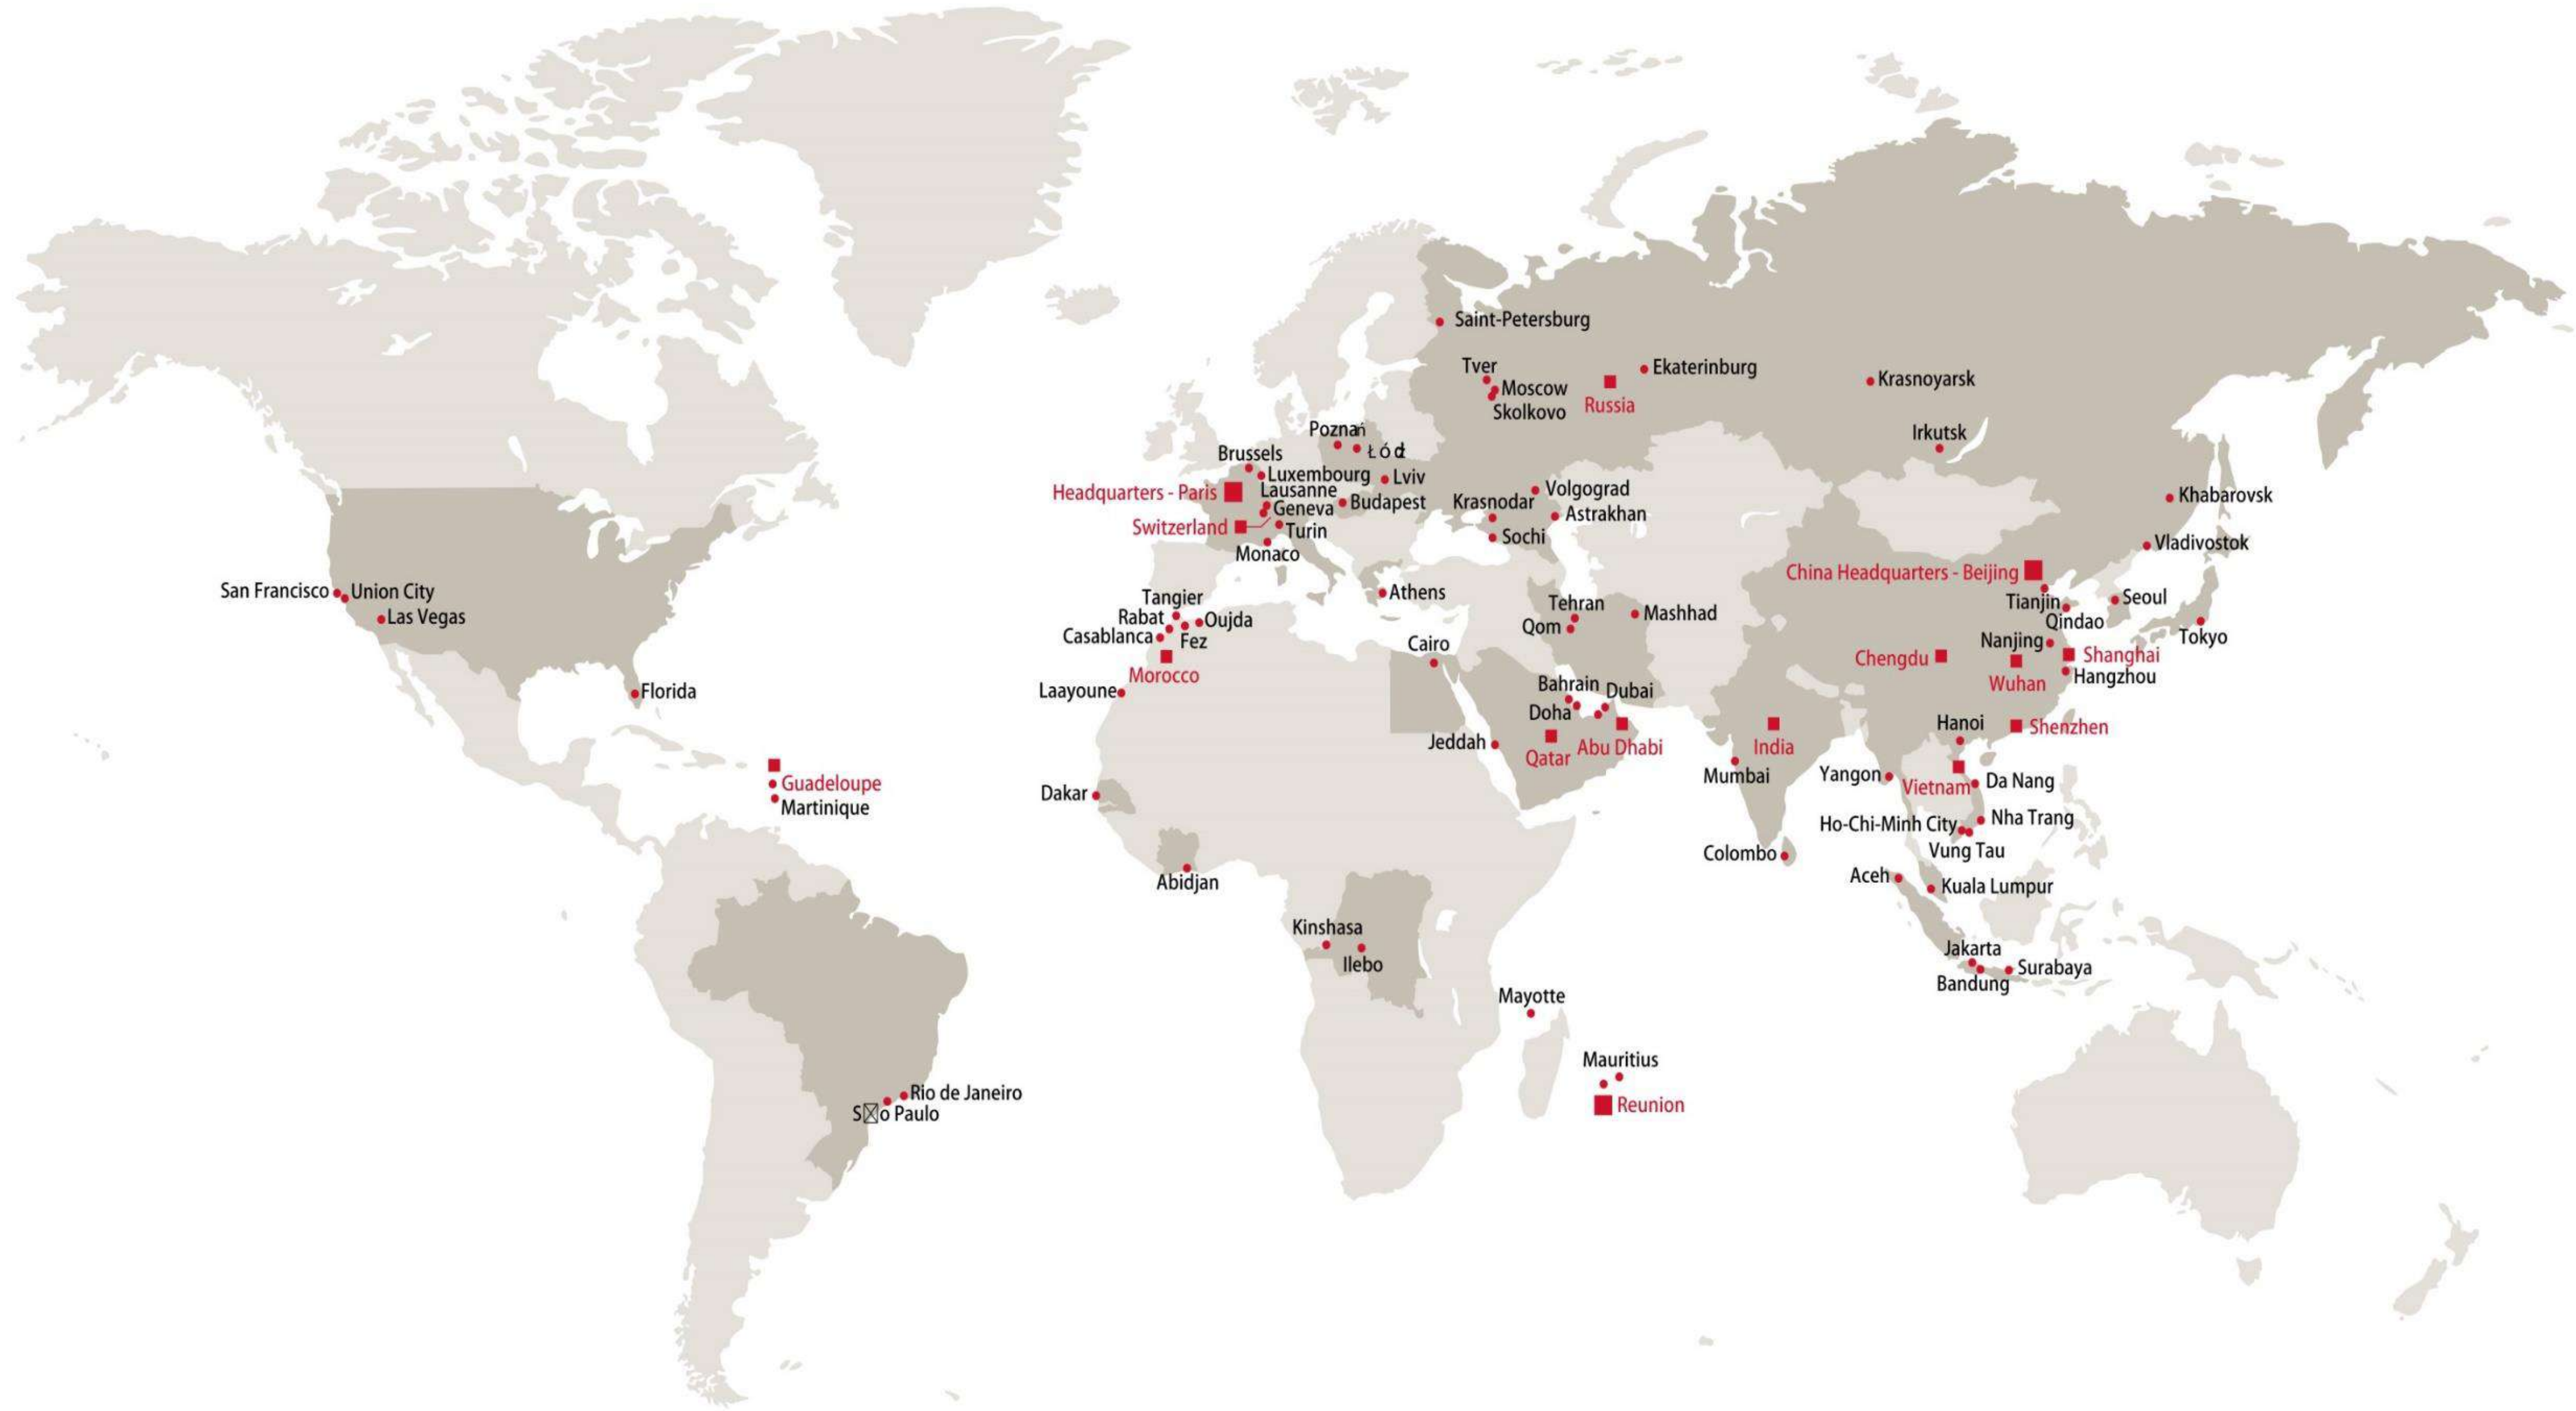 Saint-Petersburg
Tver
Ekaterinburg
Moscow
Krasnoyarsk
Skolkovo
Russia
Poznań
Irkutsk
Łódź
Brussels
Luxembourg
Lviv
Headquarters - Paris
Lausanne
Budapest
Krasnodar
Volgograd
Khabarovsk
Geneva
Astrakhan
Switzerland
Turin
Sochi
Monaco
Vladivostok
China Headquarters - Beijing
San Francisco
Union City
Las Vegas
Tangier
Athens
Tehran
Mashhad
Tianjin
Seoul
Rabat
Oujda
Qom
Qindao
Casablanca
Fez
Cairo
Nanjing
Tokyo
Morocco
Chengdu
Shanghai
Wuhan
Hangzhou
Florida
Laayoune
Bahrain
Dubai
Doha
Hanoi
Shenzhen
Jeddah
Qatar
Abu Dhabi
India
Guadeloupe
Mumbai
Yangon
Vietnam
Da Nang
Martinique
Dakar
Ho-Chi-Minh City
Nha Trang
Colombo
Vung Tau
Abidjan
Aceh
Kuala Lumpur
Kinshasa
Ilebo
Jakarta
Surabaya
Bandung
Mayotte
Mauritius
Rio de Janeiro
Reunion
S☒o Paulo